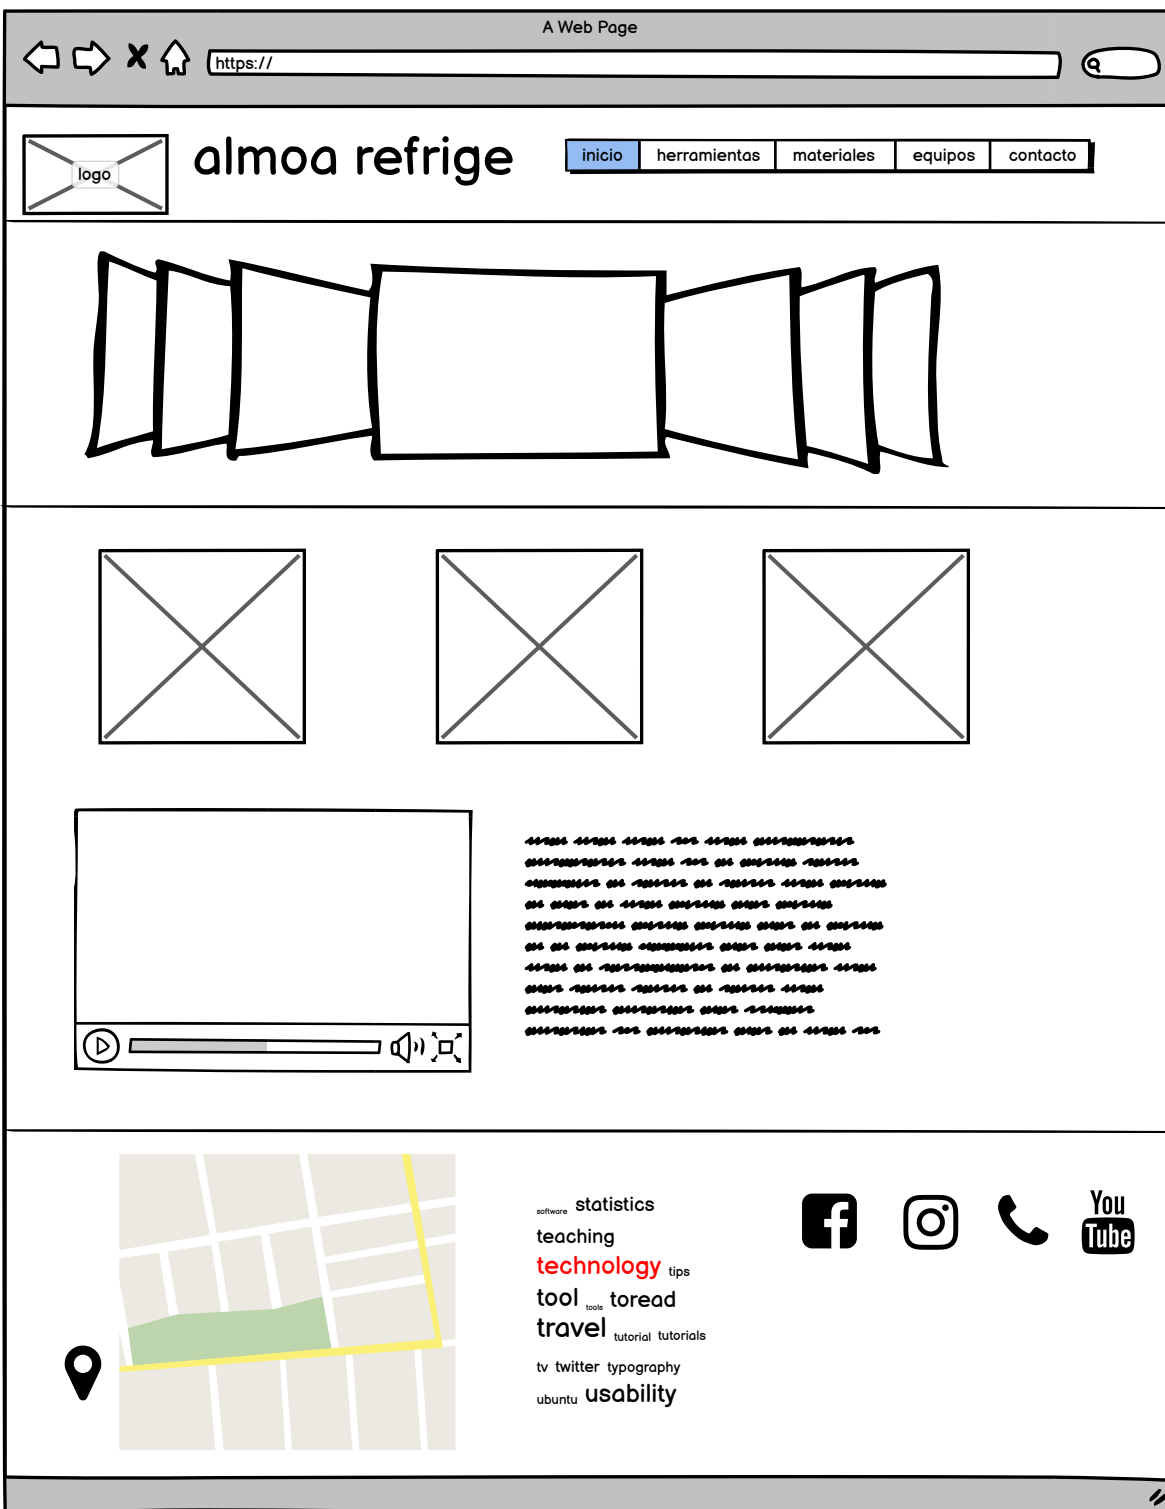 A Web Page
https://
logo
almoa refrige
inicio herramientas materiales equipos contacto
software statistics
teaching
technology tips
tool tools toread
travel tutorial tutorials
tv twitter typography
ubuntu usability
You
Tube